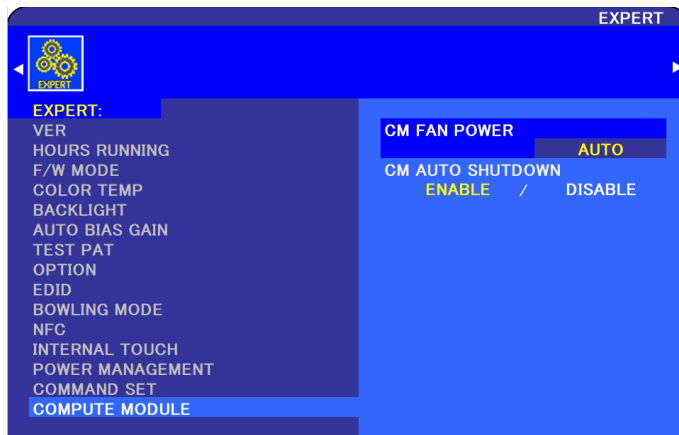 EXPERT
EXPERT
EXPERT:
VER
HOURS RUNNING
F/W MODE
COLOR TEMP
BACKLIGHT
AUTO BIAS GAIN
TEST PAT
OPTION
EDID
BOWLING MODE
NFC
INTERNAL TOUCH
POWER MANAGEMENT
COMMAND SET
COMPUTE MODULE
CM FAN POWER
AUTO
CM AUTO SHUTDOWN
ENABLE / DISABLE